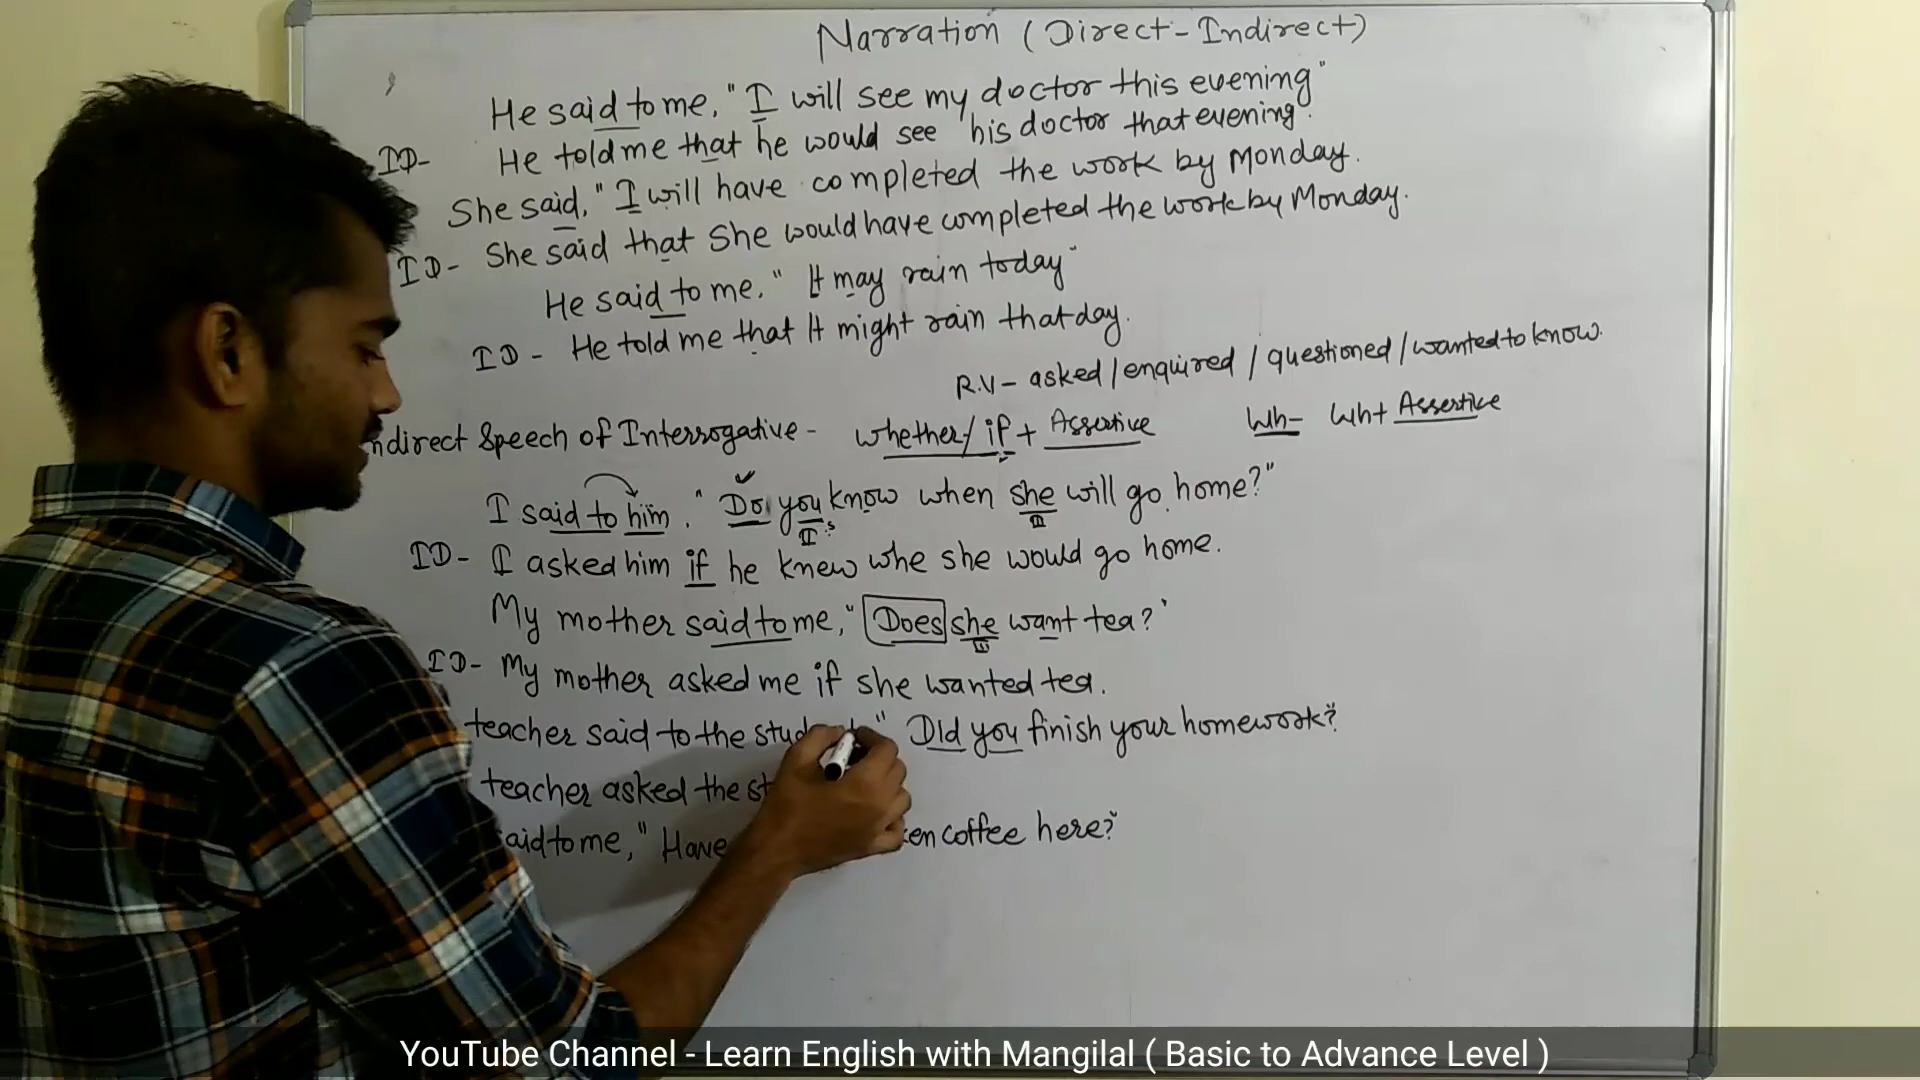 Narration (Direct-Indirect)
He said to me, "I will see my doctor this evening"
ID- He told me that he would see his doctor that evening.
She said, "I will have completed the work by Monday.
ID- She said that she would have completed the work by Monday.
He said to me, "It may rain today"
ID- He told me that It might rain that day.
R.V- asked/enquired/questioned/wanted to know.
ndirect Speech of Interrogative - whether/if + Assertive Wh- Wh+ Assertive
I said to him, "Do you know when she will go home?"
II III
ID- I asked him if he knew whe she would go home.
My mother said to me, "Does she want tea?'
III
ID- My mother asked me if she wanted tea.
teacher said to the stud " Did you finish your homework?"
teacher asked the st
aid to me, "Have ken coffee here?"
YouTube Channel - Learn English with Mangilal ( Basic to Advance Level )